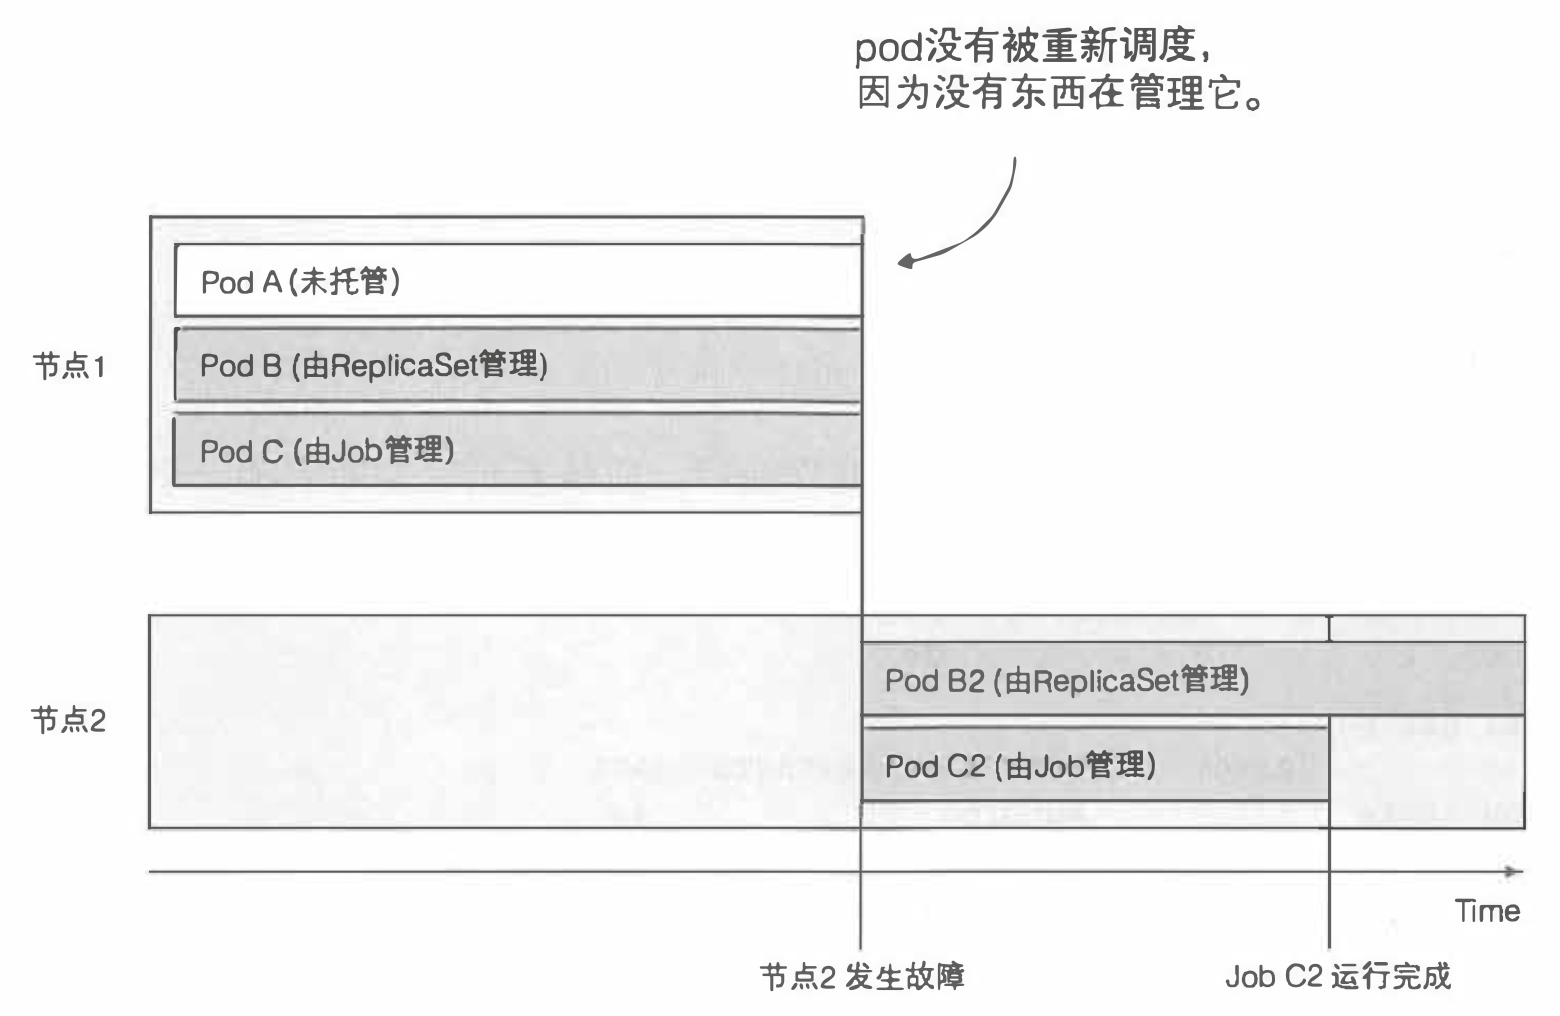 pod没有被重新调度，
因为没有东西在管理它。
节点1
Pod A (未托管)
Pod B (由ReplicaSet管理)
Pod C (由Job管理)
节点2
Pod B2 (由ReplicaSet管理)
Pod C2 (由Job管理)
Time
节点2 发生故障
Job C2 运行完成